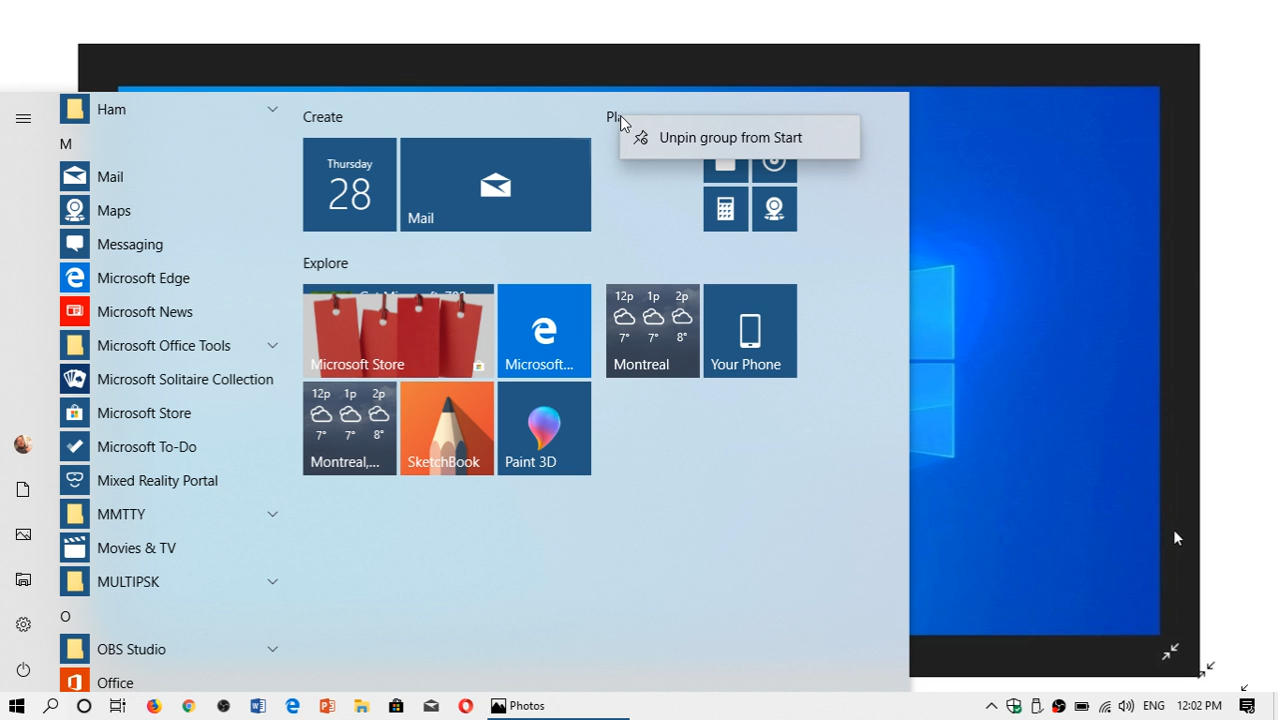 Ham
M
Mail
Maps
Messaging
Microsoft Edge
Microsoft News
Microsoft Office Tools
Microsoft Solitaire Collection
Microsoft Store
Microsoft To-Do
Mixed Reality Portal
MMTTY
Movies & TV
MULTIPSK
O
OBS Studio
Office
Create
Thursday
28
Mail
Explore
Microsoft Store
Microsoft...
12p 1p 2p
7° 7° 8°
Montreal,...
SketchBook
Paint 3D
Pla
Unpin group from Start
12p 1p 2p
7° 7° 8°
Montreal
Your Phone
Photos
12:02 PM